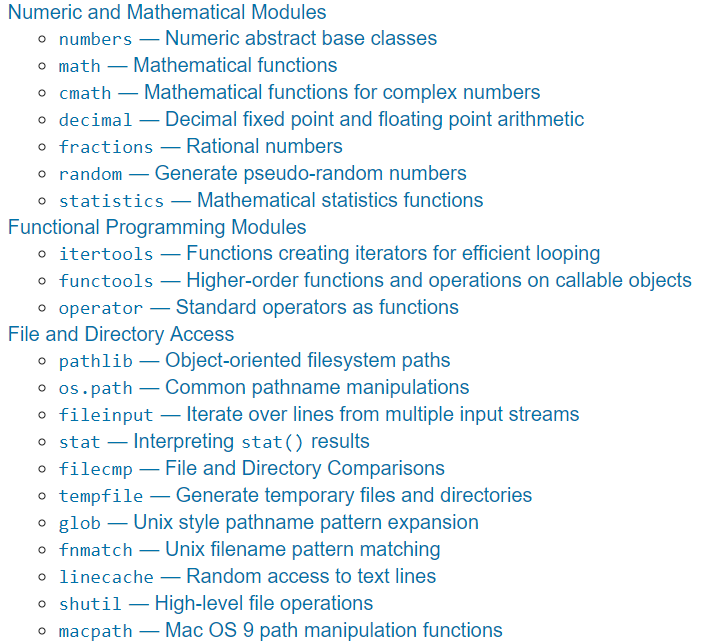 Numeric and Mathematical Modules
numbers — Numeric abstract base classes
math — Mathematical functions
cmath — Mathematical functions for complex numbers
decimal — Decimal fixed point and floating point arithmetic
fractions — Rational numbers
random — Generate pseudo-random numbers
statistics — Mathematical statistics functions
Functional Programming Modules
itertools — Functions creating iterators for efficient looping
functools — Higher-order functions and operations on callable objects
operator — Standard operators as functions
File and Directory Access
pathlib — Object-oriented filesystem paths
os.path — Common pathname manipulations
fileinput — Iterate over lines from multiple input streams
stat — Interpreting stat() results
filecmp — File and Directory Comparisons
tempfile — Generate temporary files and directories
glob — Unix style pathname pattern expansion
fnmatch — Unix filename pattern matching
linecache — Random access to text lines
shutil — High-level file operations
macpath — Mac OS 9 path manipulation functions